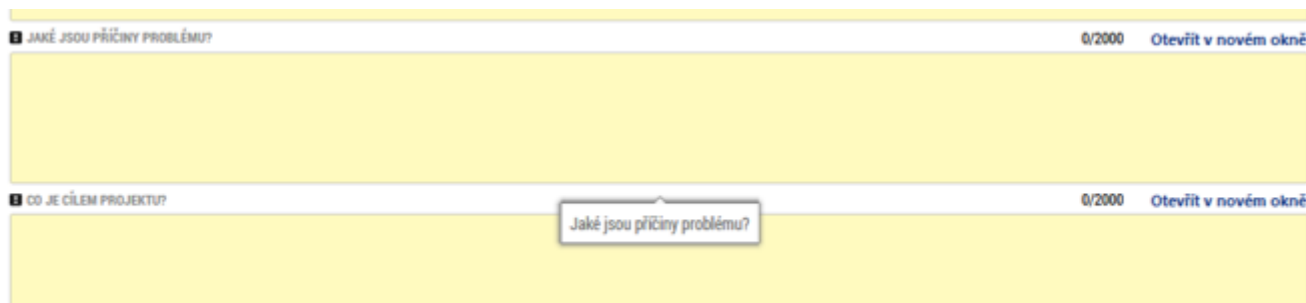 JAKÉ JSOU PŘÍČINY PROBLÉMU? 0/2000 Otevřít v novém okně
CO JE CÍLEM PROJEKTU? 0/2000 Otevřít v novém okně
Jaké jsou příčiny problému?